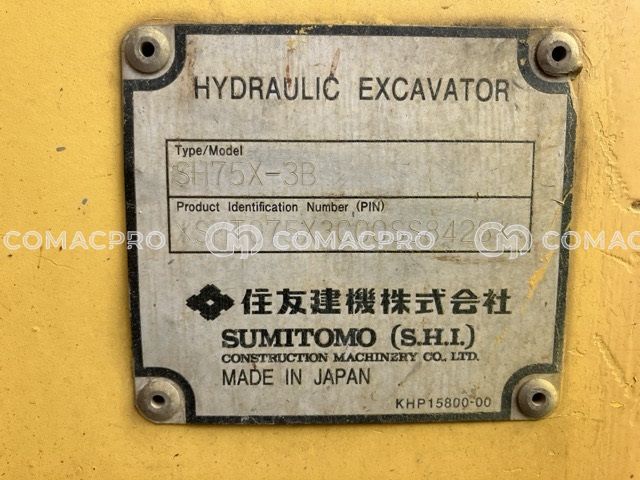 HYDRAULIC EXCAVATOR
Type/Model
SH75X-3B
Product Identification Number (PIN)
COMACPRO COMACPRO COMACPRO
住友建機株式会社
SUMITOMO (S.H.I.)
CONSTRUCTION MACHINERY CO., LTD.
MADE IN JAPAN
KHP15800-00